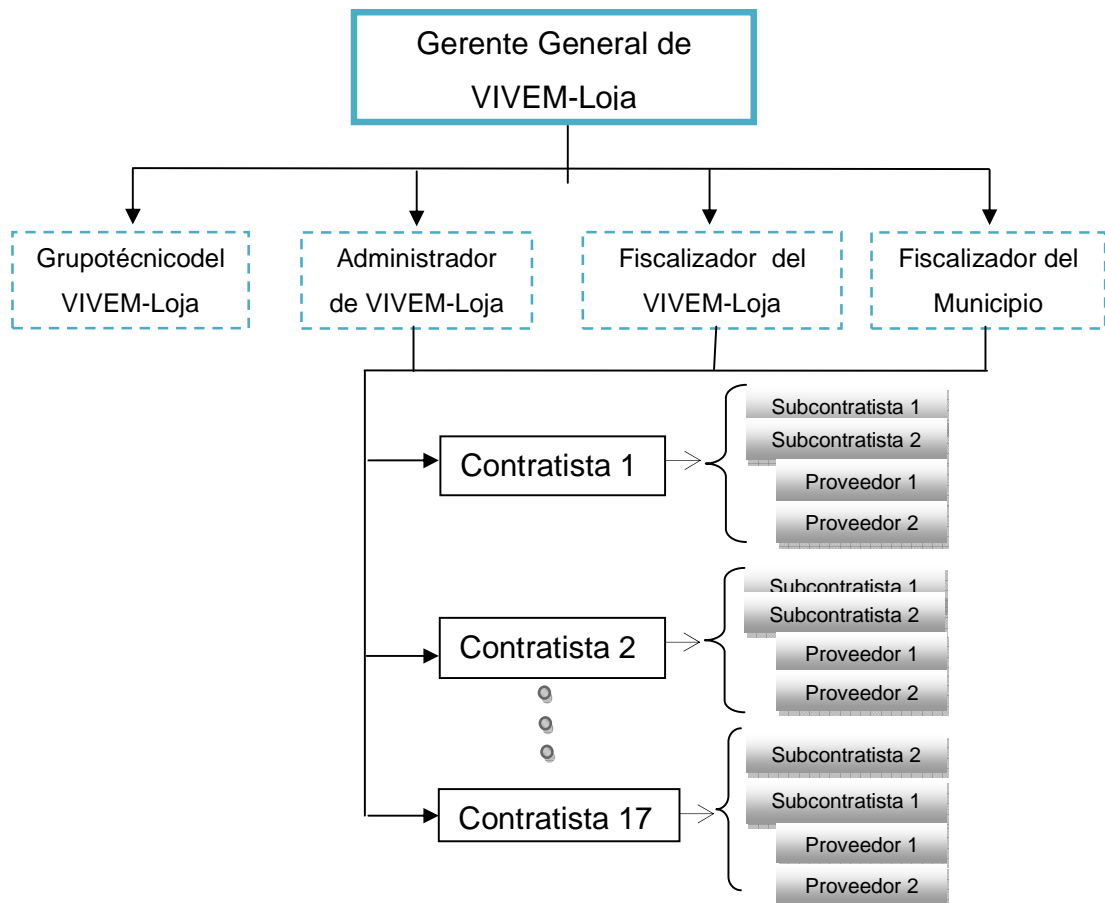 Gerente General de
VIVEM-Loja
Grupotécnicodel
VIVEM-Loja
Administrador
de VIVEM-Loja
Fiscalizador del
VIVEM-Loja
Fiscalizador del
Municipio
Contratista 1
Subcontratista 1
Subcontratista 2
Proveedor 1
Proveedor 2
Contratista 2
Subcontratista 1
Subcontratista 2
Proveedor 1
Proveedor 2
Contratista 17
Subcontratista 2
Subcontratista 1
Proveedor 1
Proveedor 2